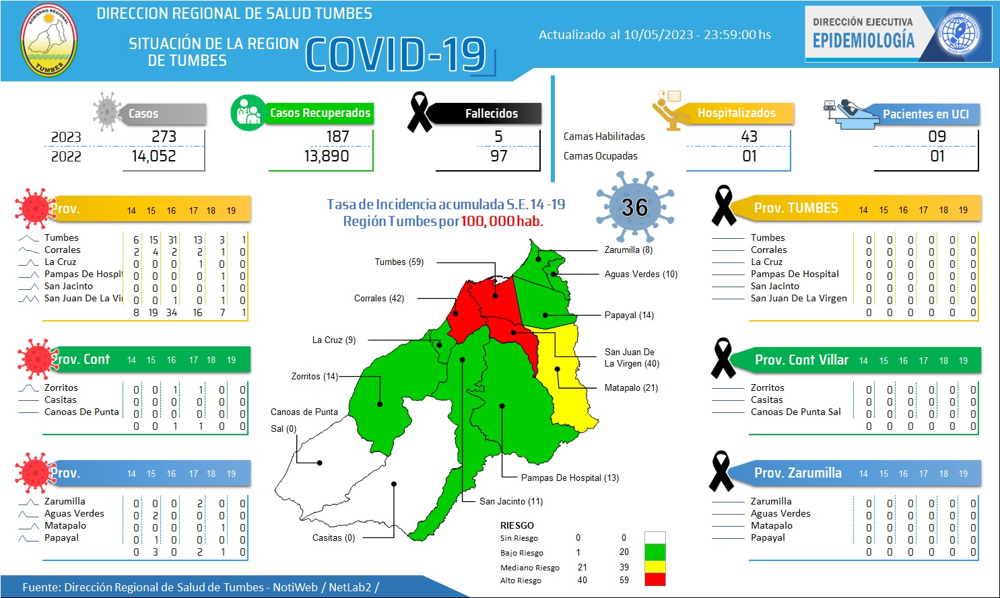 DIRECCION REGIONAL DE SALUD TUMBES
SITUACIÓN DE LA REGION
DE TUMBES
COVID-19
Actualizado al 10/05/2023 - 23:59:00 hs
DIRECCIÓN EJECUTIVA
EPIDEMIOLOGÍA
GOBIERNO REGIONAL
TUMBES
Casos
2023 273
2022 14,052
Casos Recuperados
187
13,890
Fallecidos
5
97
Hospitalizados
Pacientes en UCI
Camas Habilitadas 43 09
Camas Ocupadas 01 01
Prov. 14 15 16 17 18 19
Tumbes 6 15 31 13 3 1
Corrales 2 4 2 2 1 0
La Cruz 0 0 0 1 0 0
Pampas De Hospit 0 0 0 0 1 0
San Jacinto 0 0 0 0 1 0
San Juan De La Vir 0 0 1 0 1 0
8 19 34 16 7 1
Prov. Cont 14 15 16 17 18 19
Zorritos 0 0 1 1 0 0
Casitas 0 0 0 0 0 0
Canoas De Punta 0 0 0 0 0 0
0 0 1 1 0 0
Prov. 14 15 16 17 18 19
Zarumilla 0 0 0 2 0 0
Aguas Verdes 0 2 0 0 0 0
Matapalo 0 0 0 0 1 0
Papayal 0 1 0 0 0 0
0 3 0 2 1 0
Tasa de Incidencia acumulada S.E. 14 -19
Región Tumbes por 100,000 hab.
36
Zarumilla (8)
Tumbes (59)
Aguas Verdes (10)
Corrales (42)
Papayal (14)
La Cruz (9)
San Juan De
La Virgen (40)
Zorritos (14)
Matapalo (21)
Canoas de Punta
Sal (0)
Pampas De Hospital (13)
San Jacinto (11)
Casitas (0)
RIESGO
Sin Riesgo 0 0
Bajo Riesgo 1 20
Mediano Riesgo 21 39
Alto Riesgo 40 59
Prov. TUMBES 14 15 16 17 18 19
Tumbes 0 0 0 0 0 0
Corrales 0 0 0 0 0 0
La Cruz 0 0 0 0 0 0
Pampas De Hospital 0 0 0 0 0 0
San Jacinto 0 0 0 0 0 0
San Juan De La Virgen 0 0 0 0 0 0
0 0 0 0 0 0
Prov. Cont Villar 14 15 16 17 18 19
Zorritos 0 0 0 0 0 0
Casitas 0 0 0 0 0 0
Canoas De Punta Sal 0 0 0 0 0 0
0 0 0 0 0 0
Prov. Zarumilla 14 15 16 17 18 19
Zarumilla 0 0 0 0 0 0
Aguas Verdes 0 0 0 0 0 0
Matapalo 0 0 0 0 0 0
Papayal 0 0 0 0 0 0
0 0 0 0 0 0
Fuente: Dirección Regional de Salud de Tumbes - NotiWeb / NetLab2 /